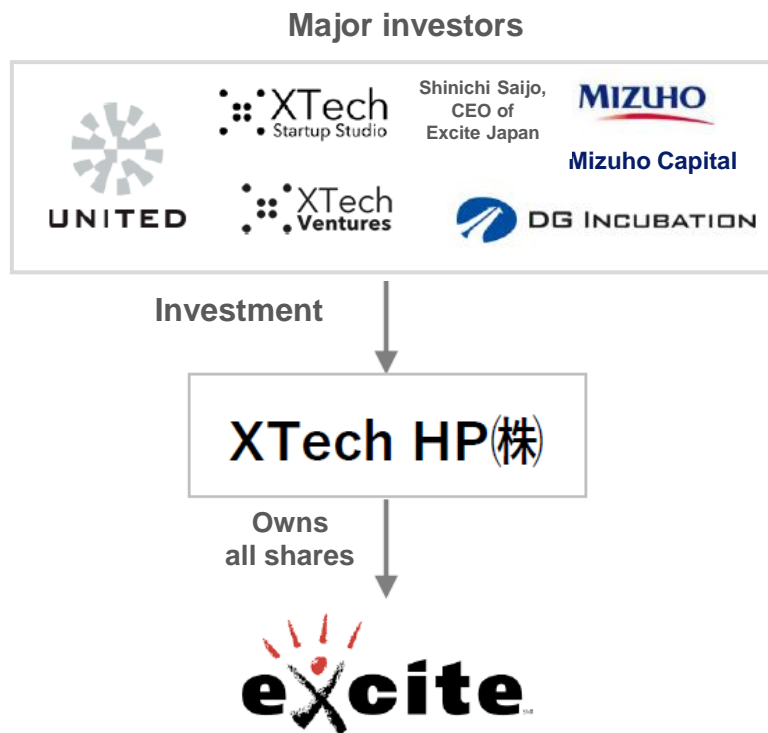 Major investors
UNITED
XTech
Startup Studio
Shinichi Saijo,
CEO of
Excite Japan
MIZUHO
Mizuho Capital
XTech
Ventures
DG INCUBATION
Investment
XTech HP㈱
Owns
all shares
excite